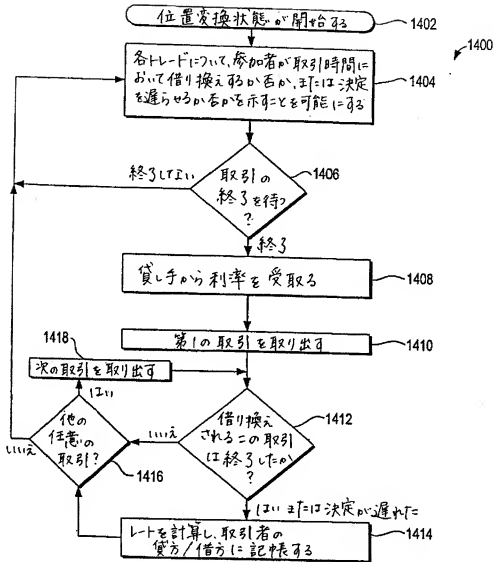 位置変換状態が開始する
1402
1400
各トレードについて、参加者が取引時間に
おいて借り換えするか否か、または決定
を遅らせるか否かを示すことを可能にする
1404
終了してよい
取引の
終了を待つ
?
1406
終了
貸し手から利率を受取る
1408
第1の取引を取り出す
1410
1418
次の取引を取り出す
はい
他の
任意の
取引?
いいえ
1416
いいえ
借り換え
されるこの取引
は終了したか
?
1412
はいまたは決定が遅れた
レートを計算し、取引者の
貸方/借方に記帳する
1414